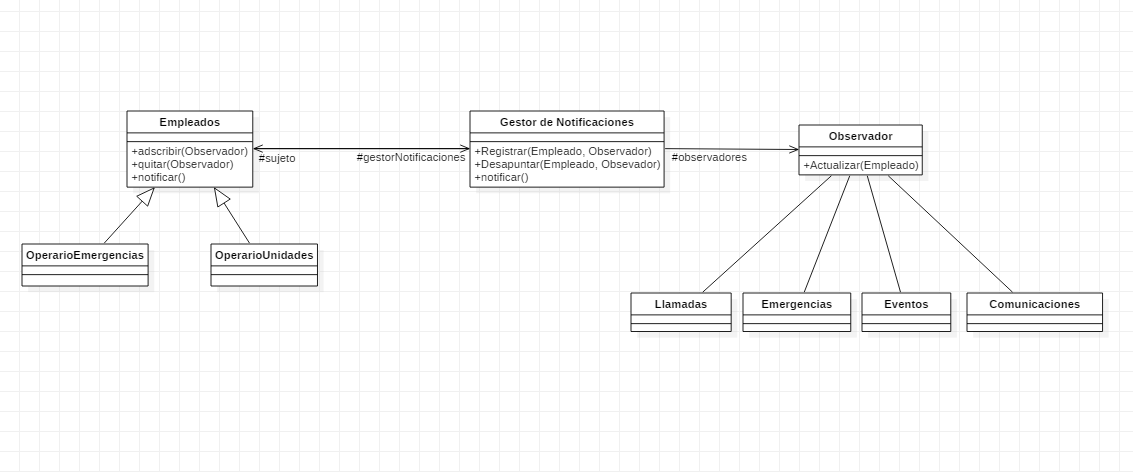 Empleados
+adscribir(Observador)
+quitar(Observador)
+notificar()
#sujeto
#gestorNotificaciones
Gestor de Notificaciones
+Registrar(Empleado, Observador)
+Desapuntar(Empleado, Obsevador)
+notificar()
#observadores
Observador
+Actualizar(Empleado)
OperarioEmergencias
OperarioUnidades
Llamadas
Emergencias
Eventos
Comunicaciones